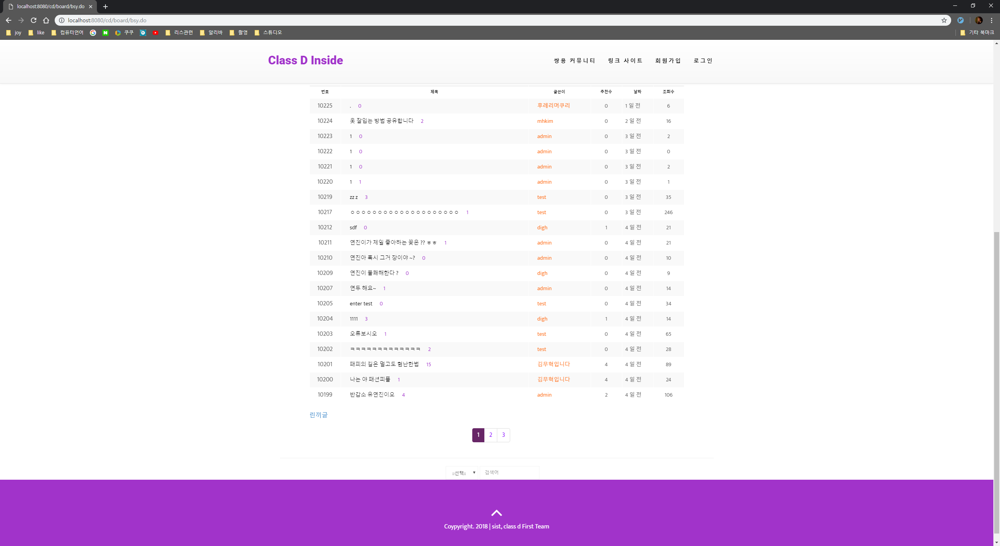 localhost:8080/cd/board/bsy.do
localhost:8080/cd/board/bsy.do
joy like 컴퓨터언어 쿠쿠 리스관련 알리바 촬영 스튜디오 기타 북마크
Class D Inside 쌍용 커뮤니티 링크 사이트 회원가입 로그인
번호 제목 글쓴이 추천수 날짜 조회수
10225 . 0 후레리머쿠리 0 1 일 전 6
10224 옷 잘입는 방법 공유합니다 2 mhkim 0 2 일 전 16
10223 1 0 admin 0 3 일 전 2
10222 1 0 admin 0 3 일 전 0
10221 1 0 admin 0 3 일 전 2
10220 1 1 admin 0 3 일 전 1
10219 zz z 3 test 0 3 일 전 35
10217 ㅇㅇㅇㅇㅇㅇㅇㅇㅇㅇㅇㅇㅇㅇㅇㅇㅇㅇㅇㅇ 1 test 0 3 일 전 246
10212 sdf 0 digh 1 4 일 전 21
10211 연진이가 제일 좋아하는 꽃은 ?? ㅎㅎ 1 admin 0 4 일 전 21
10210 연진아 혹시 그거 장이야 ~? 0 admin 0 4 일 전 10
10209 연진이 불쾌해한다 ? 0 digh 0 4 일 전 9
10207 연두 해요~ 1 admin 0 4 일 전 14
10205 enter test 0 test 0 4 일 전 34
10204 1111 3 digh 1 4 일 전 14
10203 오류보시오 1 test 0 4 일 전 65
10202 ㅋㅋㅋㅋㅋㅋㅋㅋㅋㅋㅋㅋㅋ 2 test 0 4 일 전 28
10201 패피의 길은 멀고도 험난한법 15 김무혁입니다 4 4 일 전 89
10200 나는 야 패션피플 1 김무혁입니다 4 4 일 전 24
10199 반갑소 유연진이오 4 admin 2 4 일 전 106
린끼글
1 2 3
::선택:: 검색어
Coypyright. 2018 | sist, class d First Team